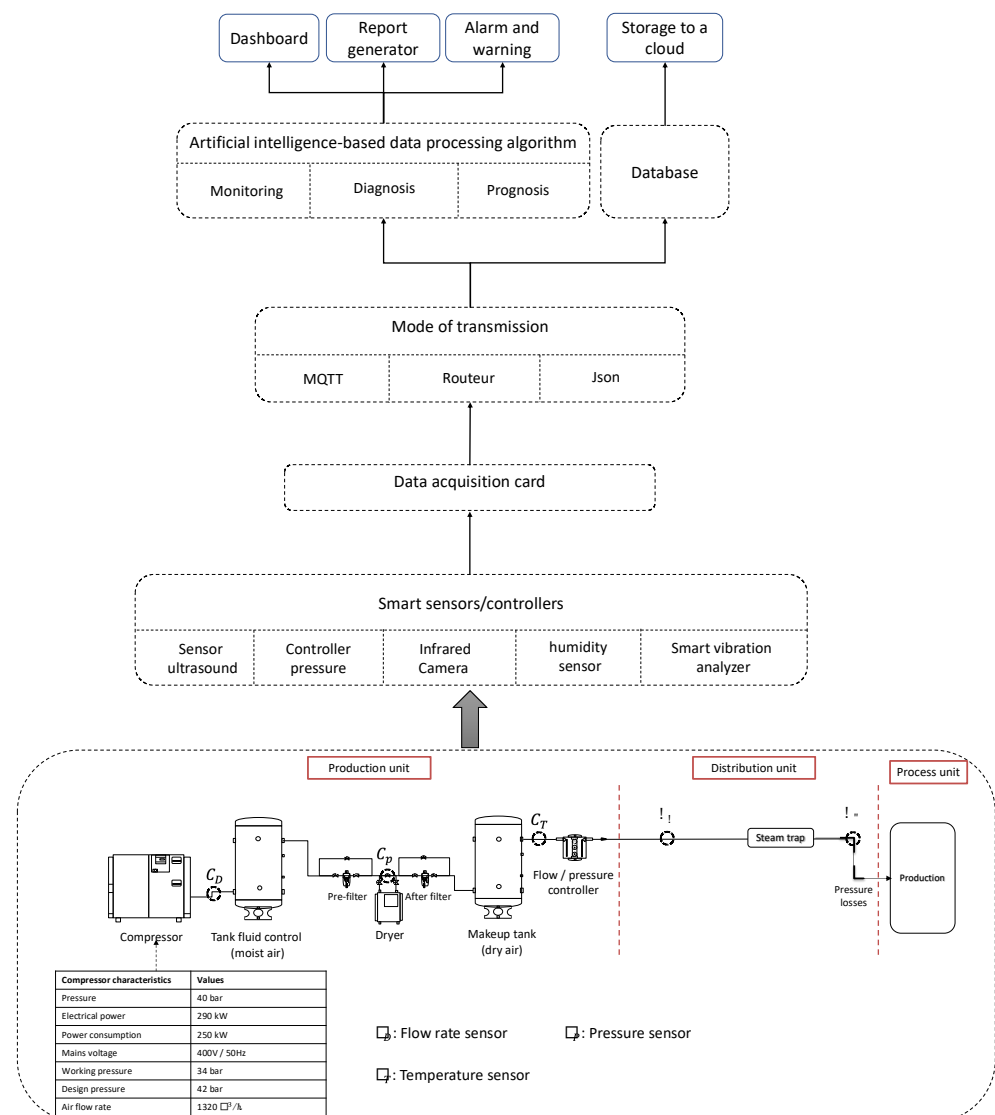 Dashboard
Report
generator
Alarm and
warning
Storage to a
cloud
Artificial intelligence-based data processing algorithm
Monitoring
Diagnosis
Prognosis
Database
Mode of transmission
MQTT
Routeur
Json
Data acquisition card
Smart sensors/controllers
Sensor
ultrasound
Controller
pressure
Infrared
Camera
humidity
sensor
Smart vibration
analyzer
Production unit
Distribution unit
Process unit
C_D
C_P
C_T
! !
! "
Steam trap
Production
Pre-filter
After filter
Flow / pressure
controller
Pressure
losses
Compressor
Tank fluid control
(moist air)
Dryer
Makeup tank
(dry air)
Compressor characteristics Values
Pressure 40 bar
Electrical power 290 kW
Power consumption 250 kW
Mains voltage 400V / 50Hz
Working pressure 34 bar
Design pressure 42 bar
Air flow rate 1320 □³/h
□_D: Flow rate sensor
□_P: Pressure sensor
□_T: Temperature sensor